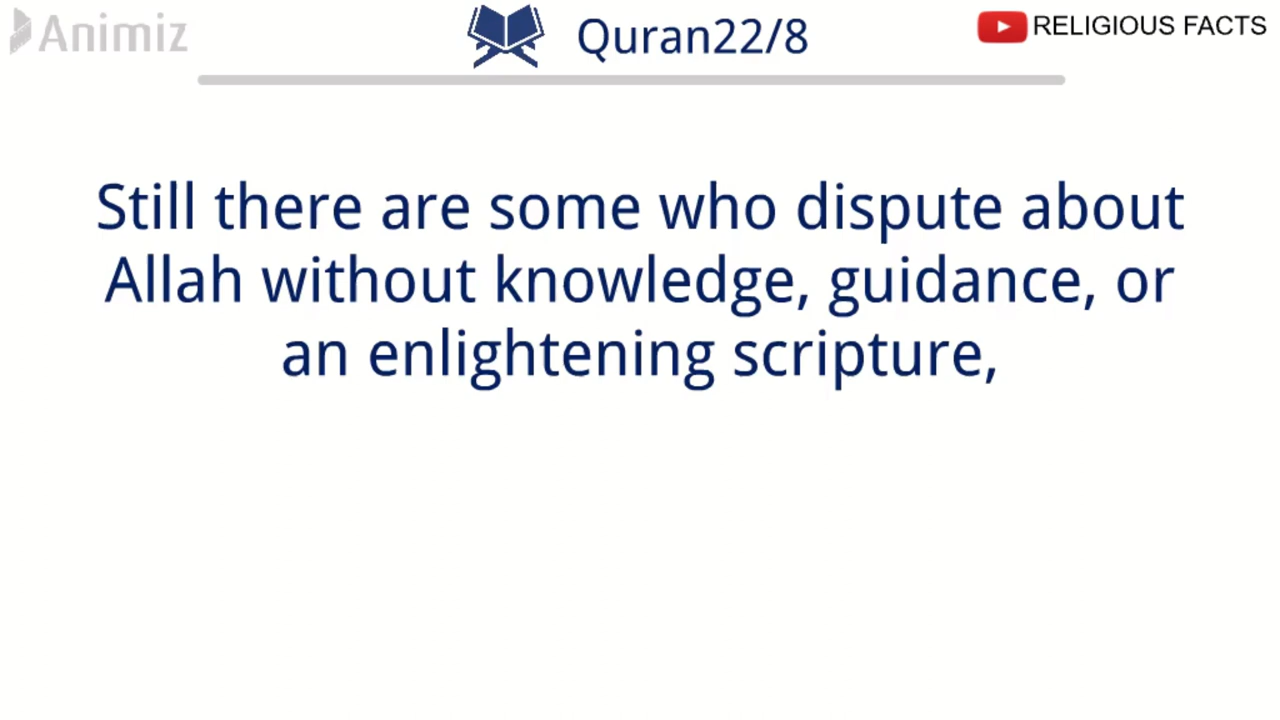 Animiz
Quran22/8
RELIGIOUS FACTS
Still there are some who dispute about
Allah without knowledge, guidance, or
an enlightening scripture,